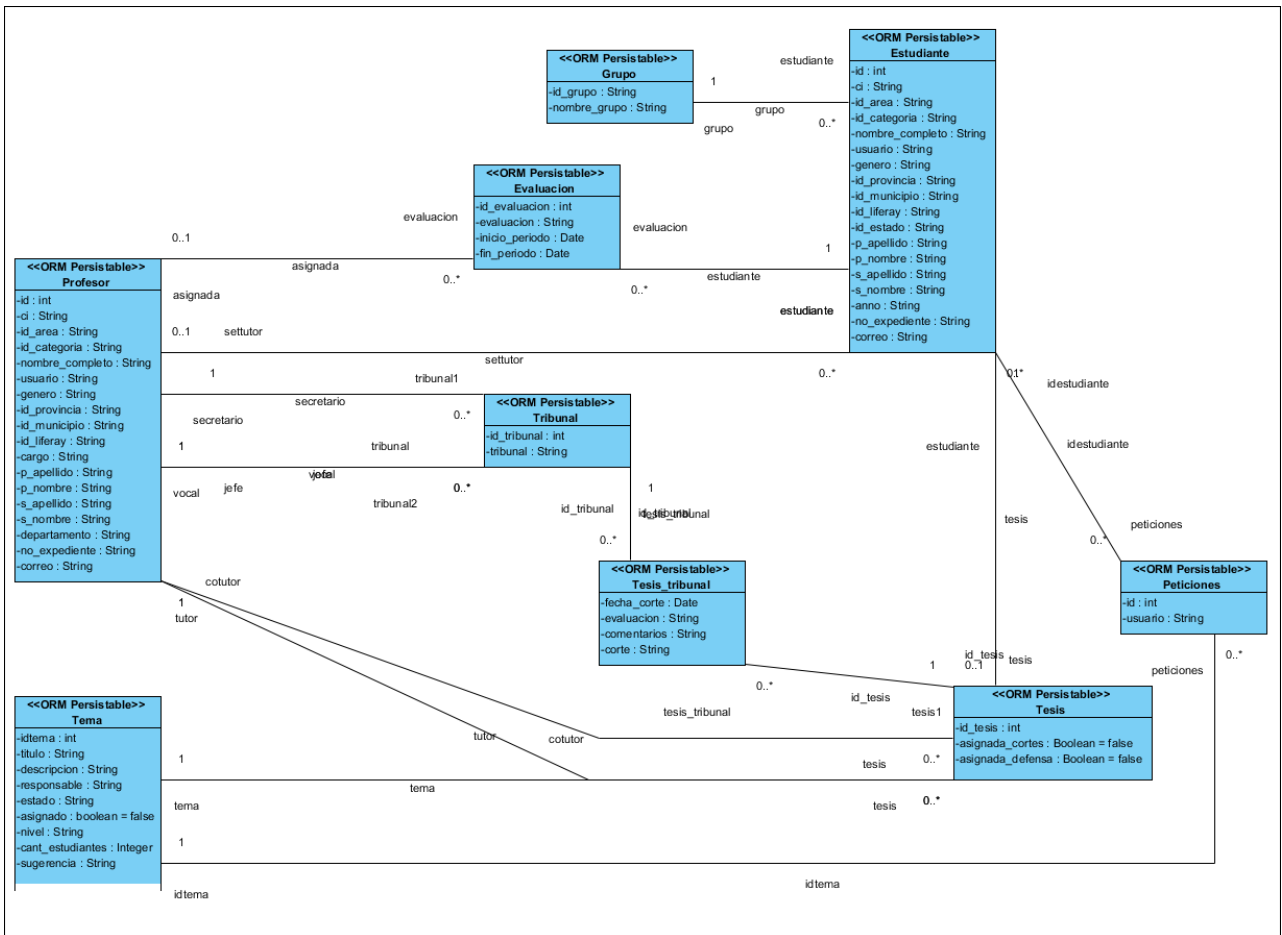 <<ORM Persistable>>
Grupo
-id_grupo : String
-nombre_grupo : String
1
estudiante
grupo
grupo
0..*
<<ORM Persistable>>
Estudiante
-id : int
-ci : String
-id_area : String
-id_categoria : String
-nombre_completo : String
-usuario : String
-genero : String
-id_provincia : String
-id_municipio : String
-id_liferay : String
-id_estado : String
-p_apellido : String
-p_nombre : String
-s_apellido : String
-s_nombre : String
-anno : String
-no_expediente : String
-correo : String
<<ORM Persistable>>
Evaluacion
-id_evaluacion : int
-evaluacion : String
-inicio_periodo : Date
-fin_periodo : Date
evaluacion
0..1
asignada
0..*
asignada
evaluacion
1
estudiante
0..*
estudiante
<<ORM Persistable>>
Profesor
-id : int
-ci : String
-id_area : String
-id_categoria : String
-nombre_completo : String
-usuario : String
-genero : String
-id_provincia : String
-id_municipio : String
-id_liferay : String
-cargo : String
-p_apellido : String
-p_nombre : String
-s_apellido : String
-s_nombre : String
-departamento : String
-no_expediente : String
-correo : String
0..1
settutor
settutor
0..*
1
tribunal1
secretario
0..*
secretario
<<ORM Persistable>>
Tribunal
-id_tribunal : int
-tribunal : String
1
tribunal
vocal
jefe
tribunal2
0..*
1
id_tribunal
0..*
idestudiante
idestudiante
peticiones
0..*
estudiante
tesis
<<ORM Persistable>>
Tesis_tribunal
-fecha_corte : Date
-evaluacion : String
-comentarios : String
-corte : String
<<ORM Persistable>>
Peticiones
-id : int
-usuario : String
0..*
peticiones
cotutor
1
tutor
tutor
cotutor
0..*
tesis_tribunal
id_tesis
1
0..1
id_tesis
tesis
tesis1
<<ORM Persistable>>
Tesis
-id_tesis : int
-asignada_cortes : Boolean = false
-asignada_defensa : Boolean = false
0..*
tesis
tesis
0..*
<<ORM Persistable>>
Tema
-idtema : int
-titulo : String
-descripcion : String
-responsable : String
-estado : String
-asignado : boolean = false
-nivel : String
-cant_estudiantes : Integer
-sugerencia : String
1
tema
tema
1
idtema
idtema